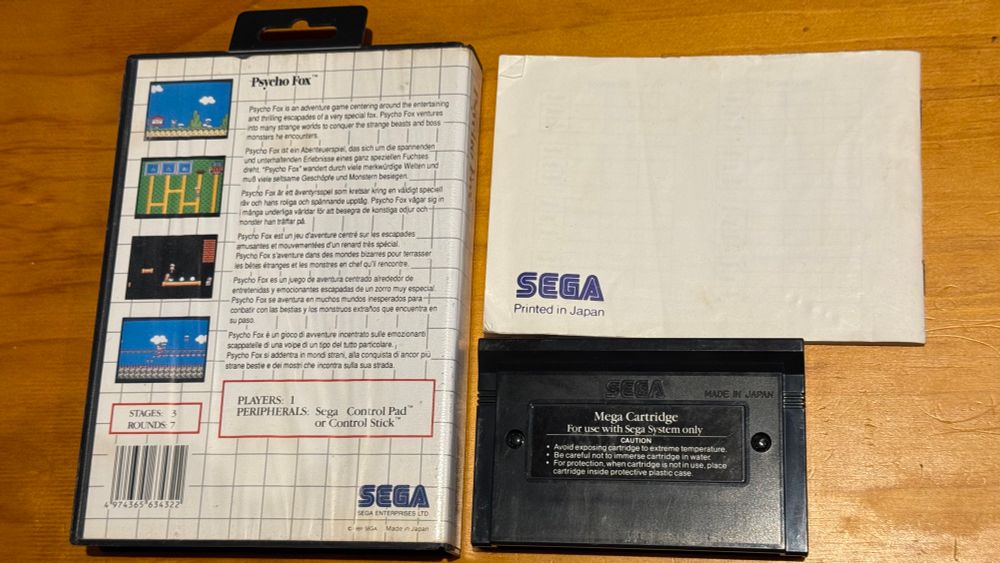 Psycho Fox™
Psycho Fox is an adventure game centering around the entertaining
and thrilling escapades of a very special fox. Psycho Fox ventures
into many strange worlds to conquer the strange beasts and boss
monsters he encounters.
Psycho Fox ist ein Abenteuerspiel, das sich um die spannenden
und unterhaltenden Erlebnisse eines ganz speziellen Fuchses
dreht. "Psycho Fox" wandert durch viele merkwürdige Welten und
muß viele seltsame Geschöpfe und Monstern besiegen.
Psycho Fox är ett äventyrsspel som kretsar kring en väldigt speciell
räv och hans roliga och spännande upptåg. Psycho Fox vågar sig in
i många underliga världar för att besegra de konstiga odjur och
monster han träffar på.
Psycho Fox est un jeu d'aventure centré sur les escapades
amusantes et mouvementées d'un renard très spécial.
Psycho Fox s'aventure dans des mondes bizarres pour terrasser
les bêtes étranges et les monstres en chef qu'il rencontre.
Psycho Fox es un juego de aventura centrado alrededor de
entretenidas y emocionantes escapadas de un zorro muy especial.
Psycho Fox se aventura en muchos mundos inesperados para
combatir con las bestias y los monstruos extraños que encuentra en
su paso.
Psycho Fox è un gioco di avventure incentrato sulle emozionanti
scappatelle di una volpe di un tipo del tutto particolare.
Psycho Fox si addentra in mondi strani, alla conquista di ancor più
strane bestie e dei mostri che incontra sulla sua strada.
STAGES: 3
ROUNDS: 7
PLAYERS: 1
PERIPHERALS: Sega Control Pad™
or Control Stick™
4 974365 634322
SEGA
SEGA ENTERPRISES LTD.
SEGA Made in Japan
SEGA
Printed in Japan
SEGA
MADE IN JAPAN
Mega Cartridge
For use with Sega System only
CAUTION
• Avoid exposing cartridge to extreme temperature.
• Be careful not to immerse cartridge in water.
• For protection, when cartridge is not in use, place
cartridge inside protective plastic case.